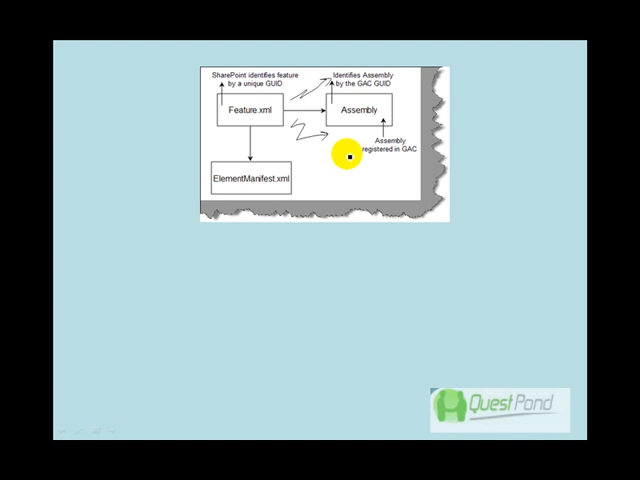 SharePoint identifies feature
by a unique GUID
Identifies Assembly
by the GAC GUID
Feature.xml
Assembly
Assembly
registered in GAC
ElementManifest.xml
QuestPond